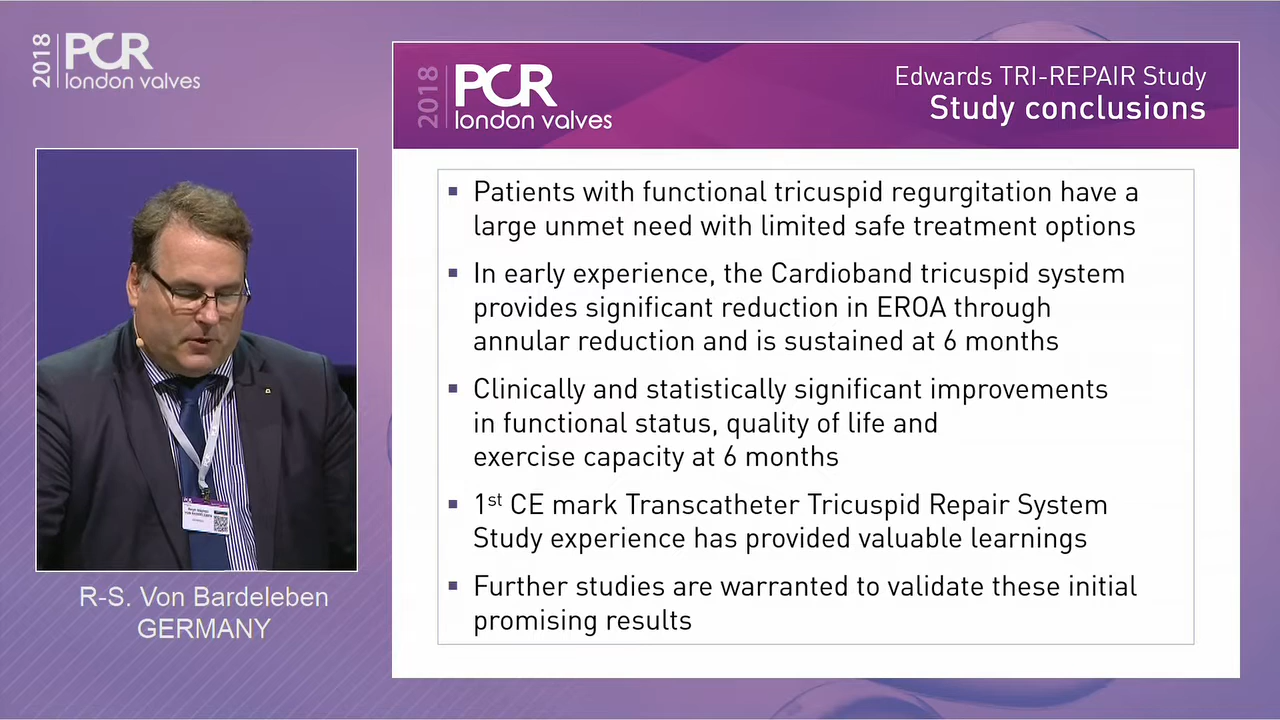 2018
PCR
london valves
2018
PCR
london valves
Edwards TRI-REPAIR Study
Study conclusions
▪ Patients with functional tricuspid regurgitation have a
large unmet need with limited safe treatment options
▪ In early experience, the Cardioband tricuspid system
provides significant reduction in EROA through
annular reduction and is sustained at 6 months
▪ Clinically and statistically significant improvements
in functional status, quality of life and
exercise capacity at 6 months
▪ 1st CE mark Transcatheter Tricuspid Repair System
Study experience has provided valuable learnings
▪ Further studies are warranted to validate these initial
promising results
R-S. Von Bardeleben
GERMANY